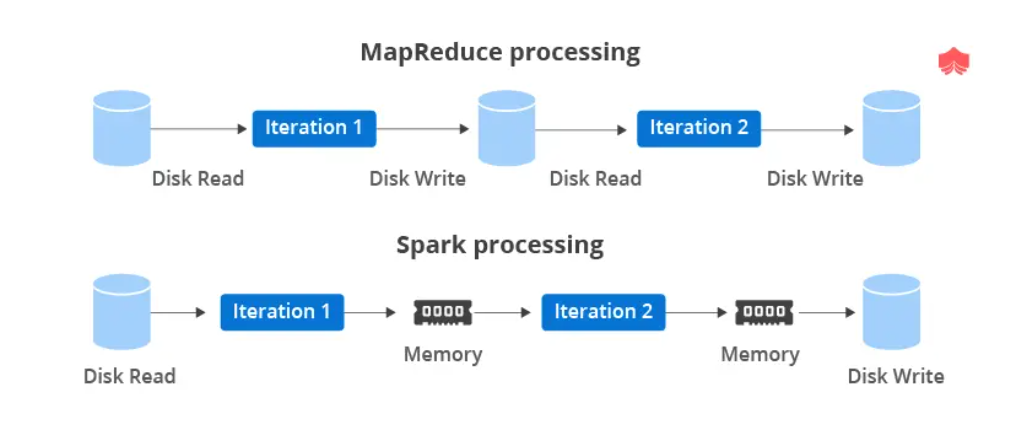 MapReduce processing
Iteration 1
Iteration 2
Disk Read
Disk Write
Disk Read
Disk Write
Spark processing
Iteration 1
Iteration 2
Memory
Memory
Disk Read
Disk Write